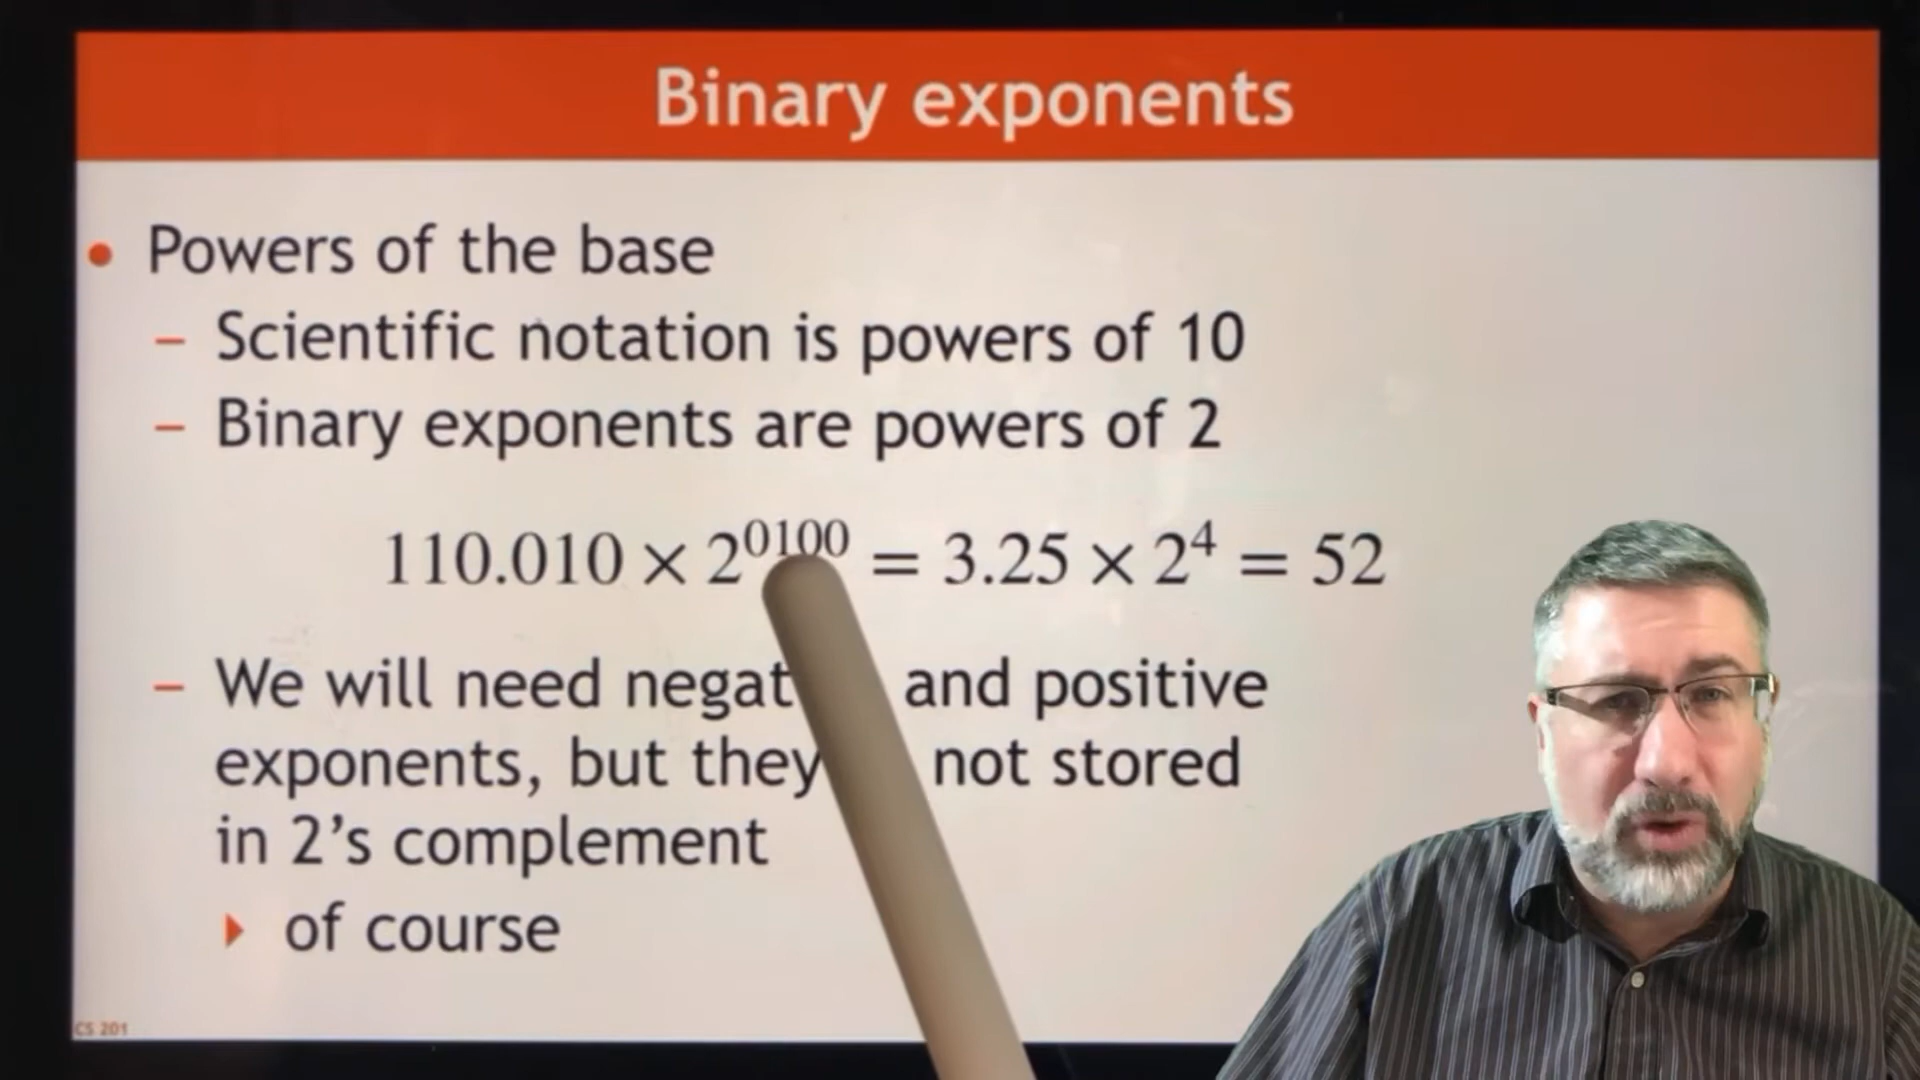 Binary exponents
• Powers of the base
– Scientific notation is powers of 10
– Binary exponents are powers of 2
110.010 × 2^0100 = 3.25 × 2^4 = 52
– We will need and positive
exponents, but they not stored
in 2's complement
▸ of course
CS 201